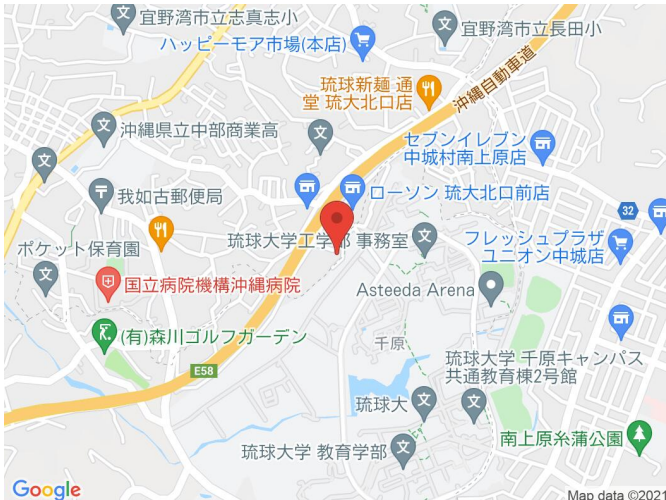 宜野湾市立志真志小
宜野湾市立長田小
ハッピーモア市場(本店)
琉球新麺 通
堂 琉大北口店
沖縄自動車道
沖縄県立中部商業高
セブンイレブン
中城村南上原店
我如古郵便局
ローソン 琉大北口前店
32
ポケット保育園
琉球大学工学部 事務室
フレッシュプラザ
ユニオン中城店
国立病院機構沖縄病院
Asteeda Arena
(有)森川ゴルフガーデン
千原
琉球大学 千原キャンパス
共通教育棟2号館
E58
琉球大
南上原糸蒲公園
琉球大学 教育学部
Google
Map data ©2021